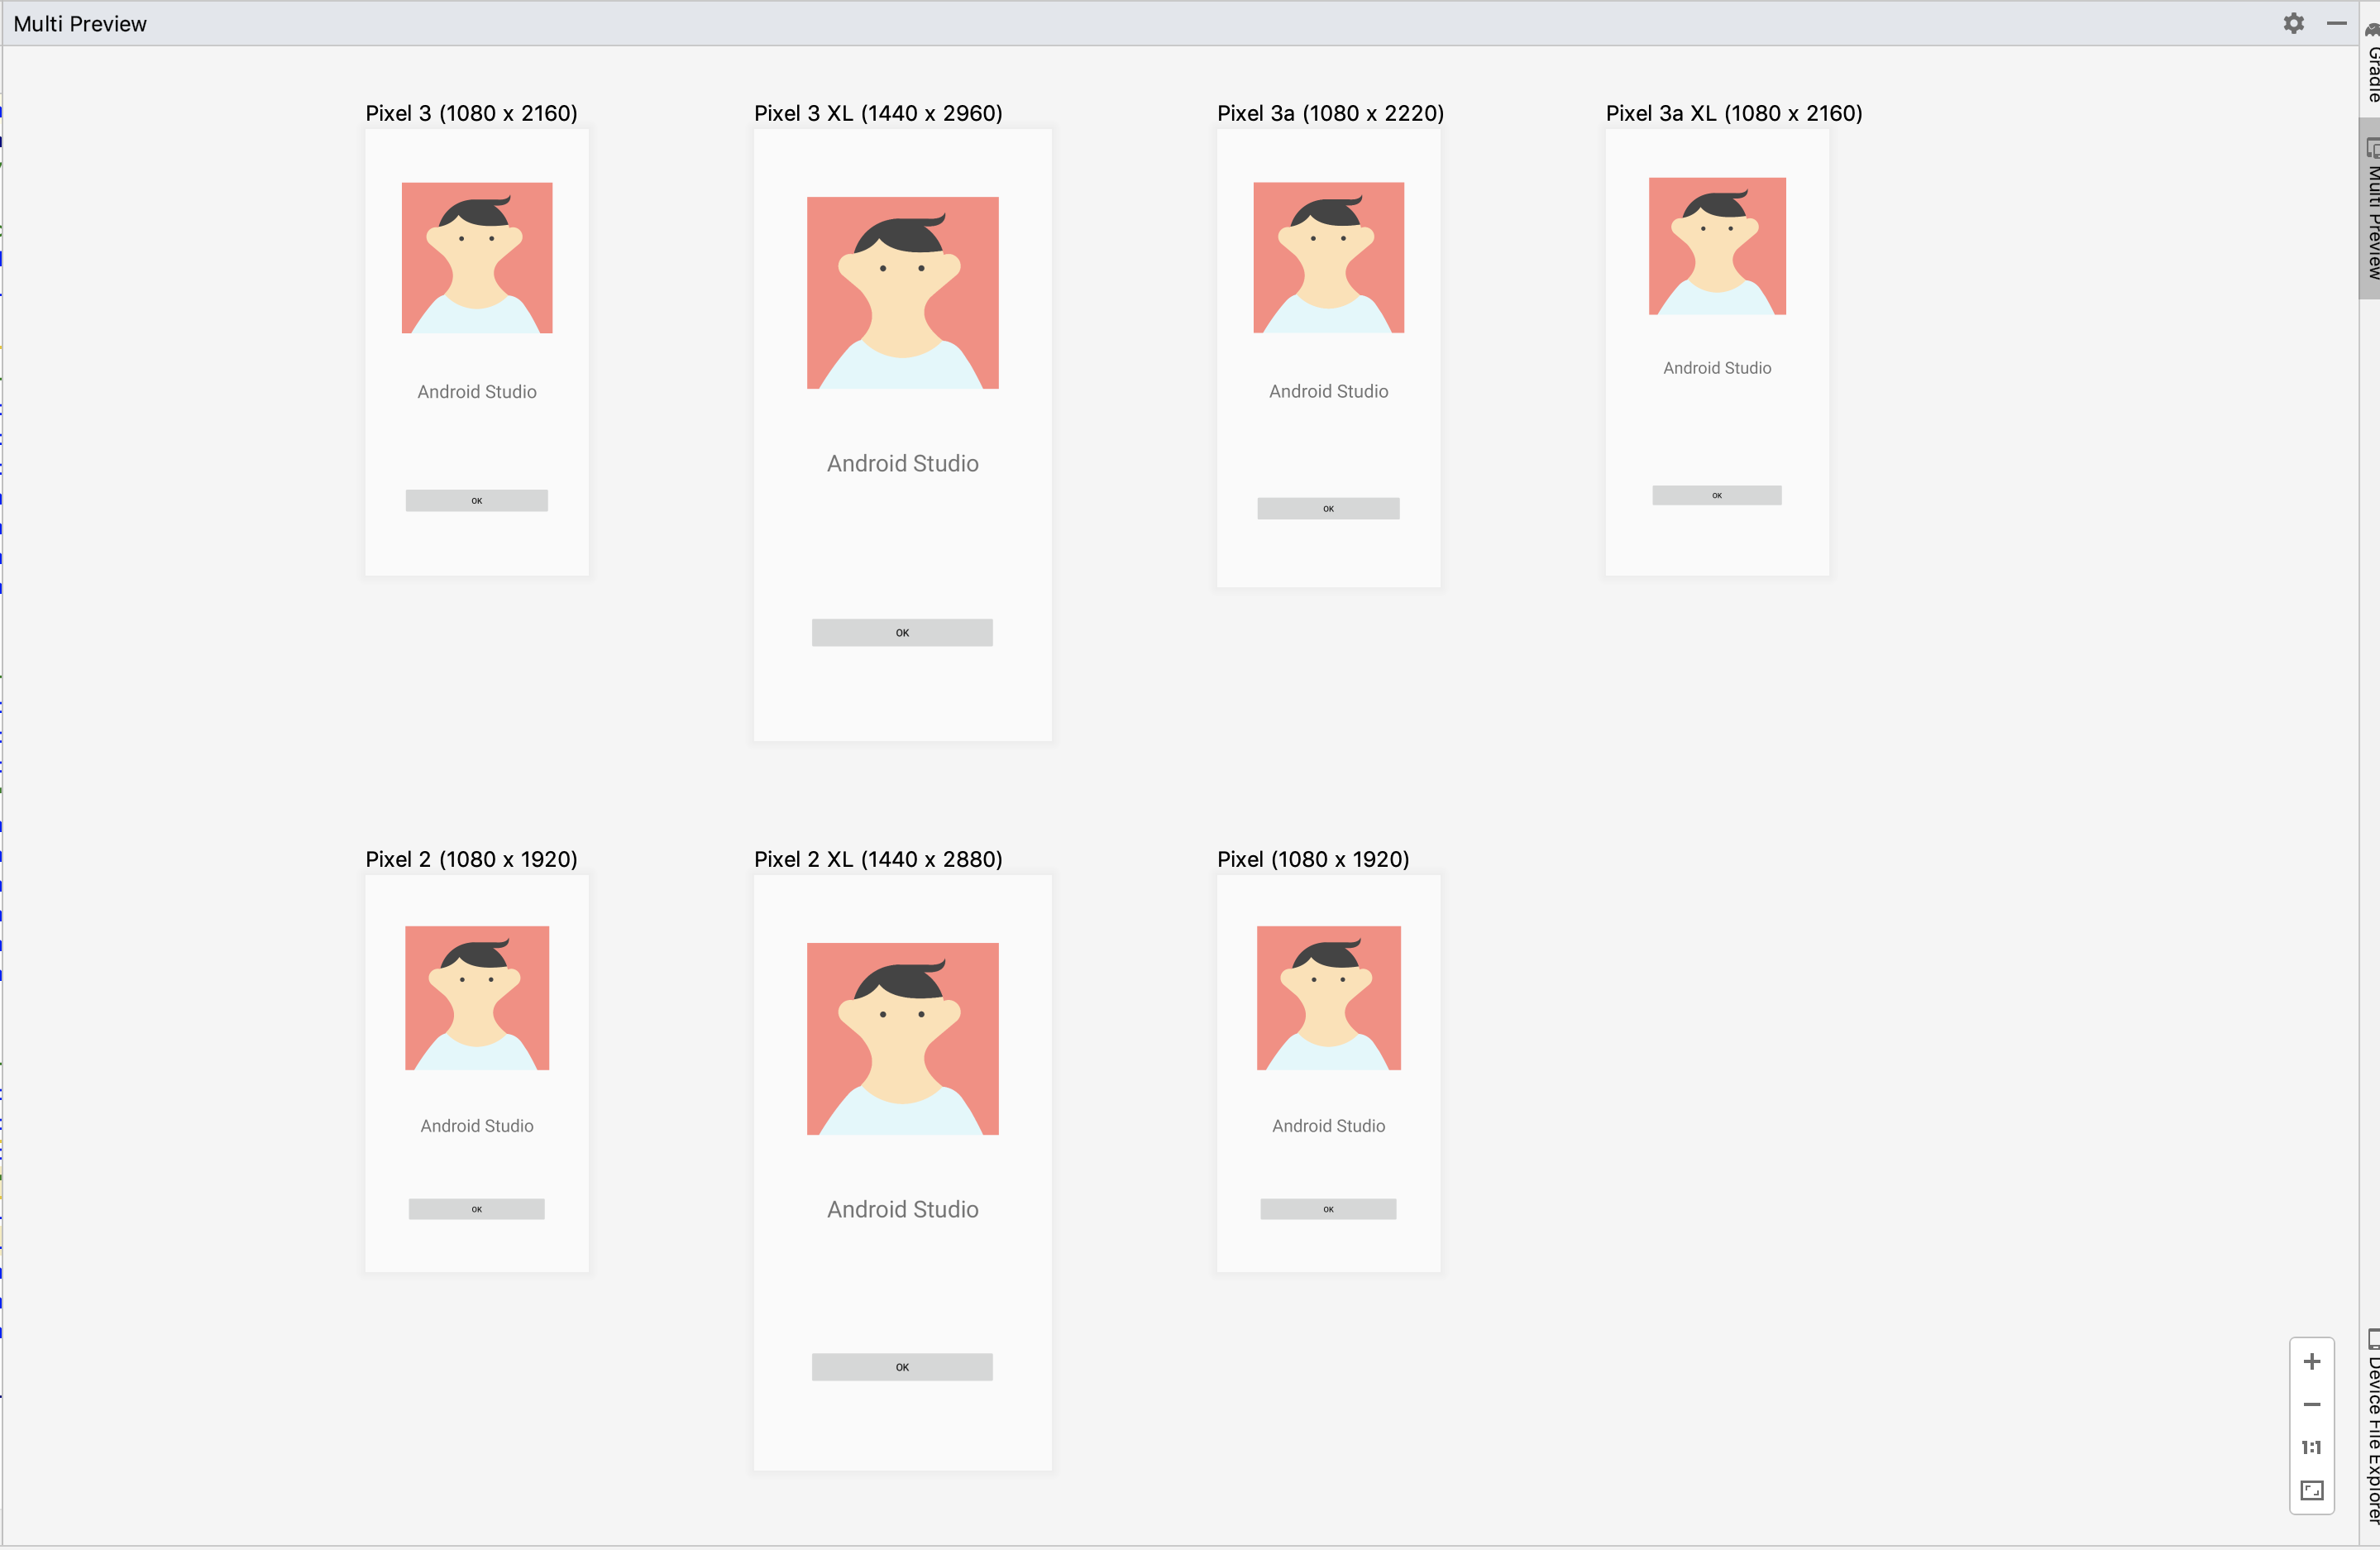 Multi Preview
Gradle
Pixel 3 (1080 x 2160)
Pixel 3 XL (1440 x 2960)
Pixel 3a (1080 x 2220)
Pixel 3a XL (1080 x 2160)
Multi Preview
Android Studio
Android Studio
Android Studio
Android Studio
OK
OK
OK
OK
Pixel 2 (1080 x 1920)
Pixel 2 XL (1440 x 2880)
Pixel (1080 x 1920)
Android Studio
Android Studio
Android Studio
OK
OK
OK
1:1
Device File Explorer